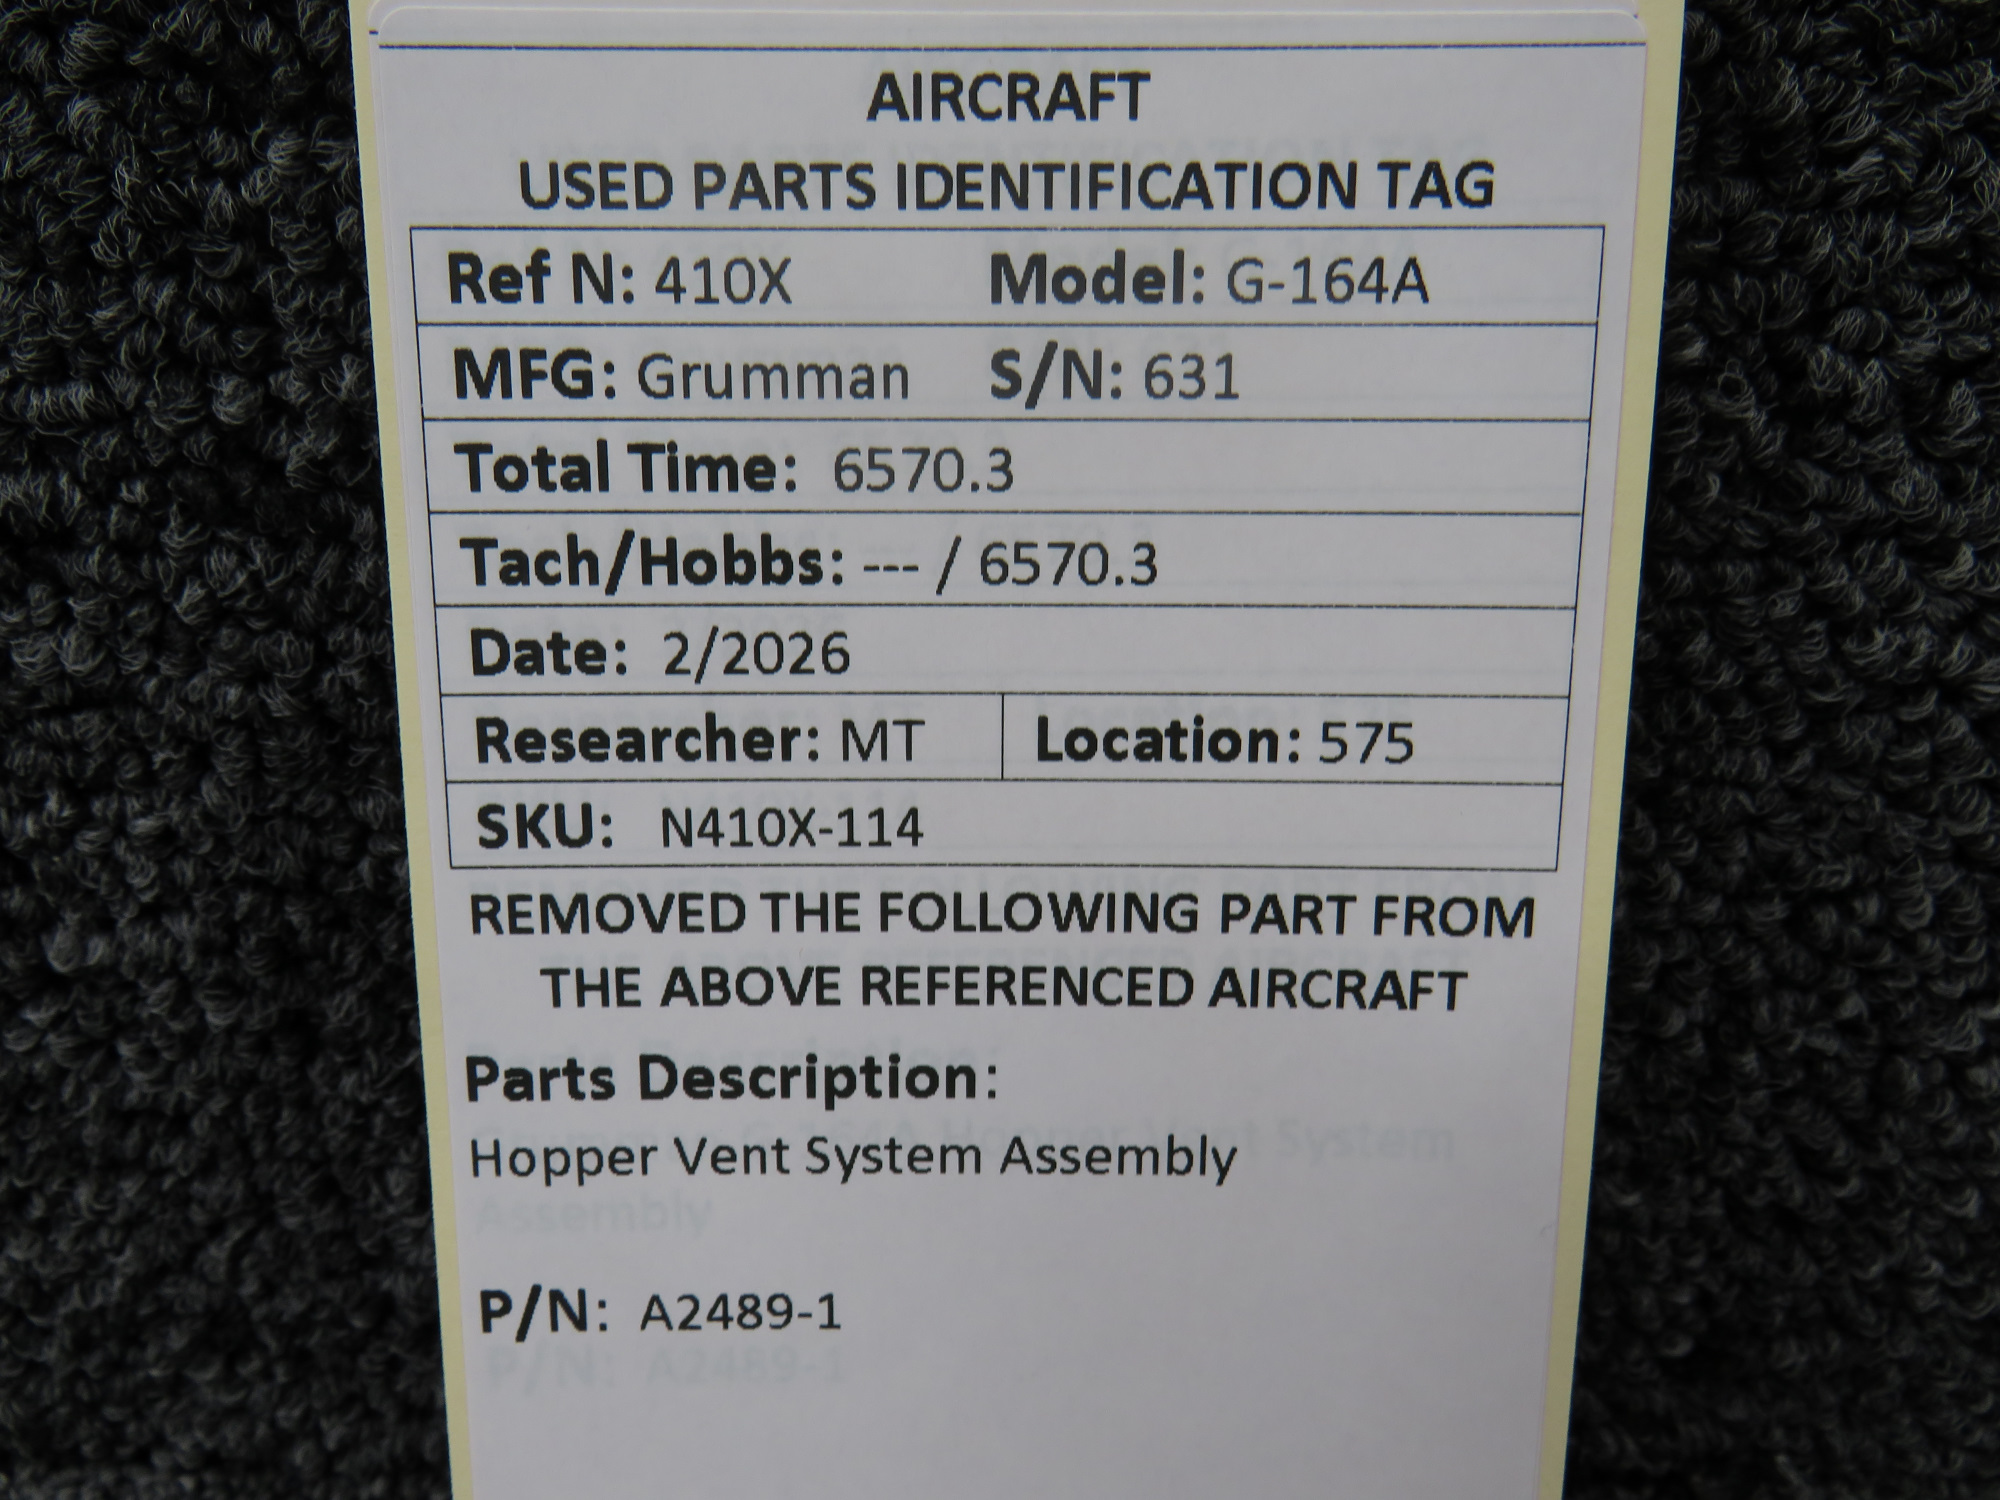 AIRCRAFT
USED PARTS IDENTIFICATION TAG
Ref N: 410X Model: G-164A
MFG: Grumman S/N: 631
Total Time: 6570.3
Tach/Hobbs: --- / 6570.3
Date: 2/2026
Researcher: MT Location: 575
SKU: N410X-114
REMOVED THE FOLLOWING PART FROM
THE ABOVE REFERENCED AIRCRAFT
Parts Description:
Hopper Vent System Assembly
P/N: A2489-1